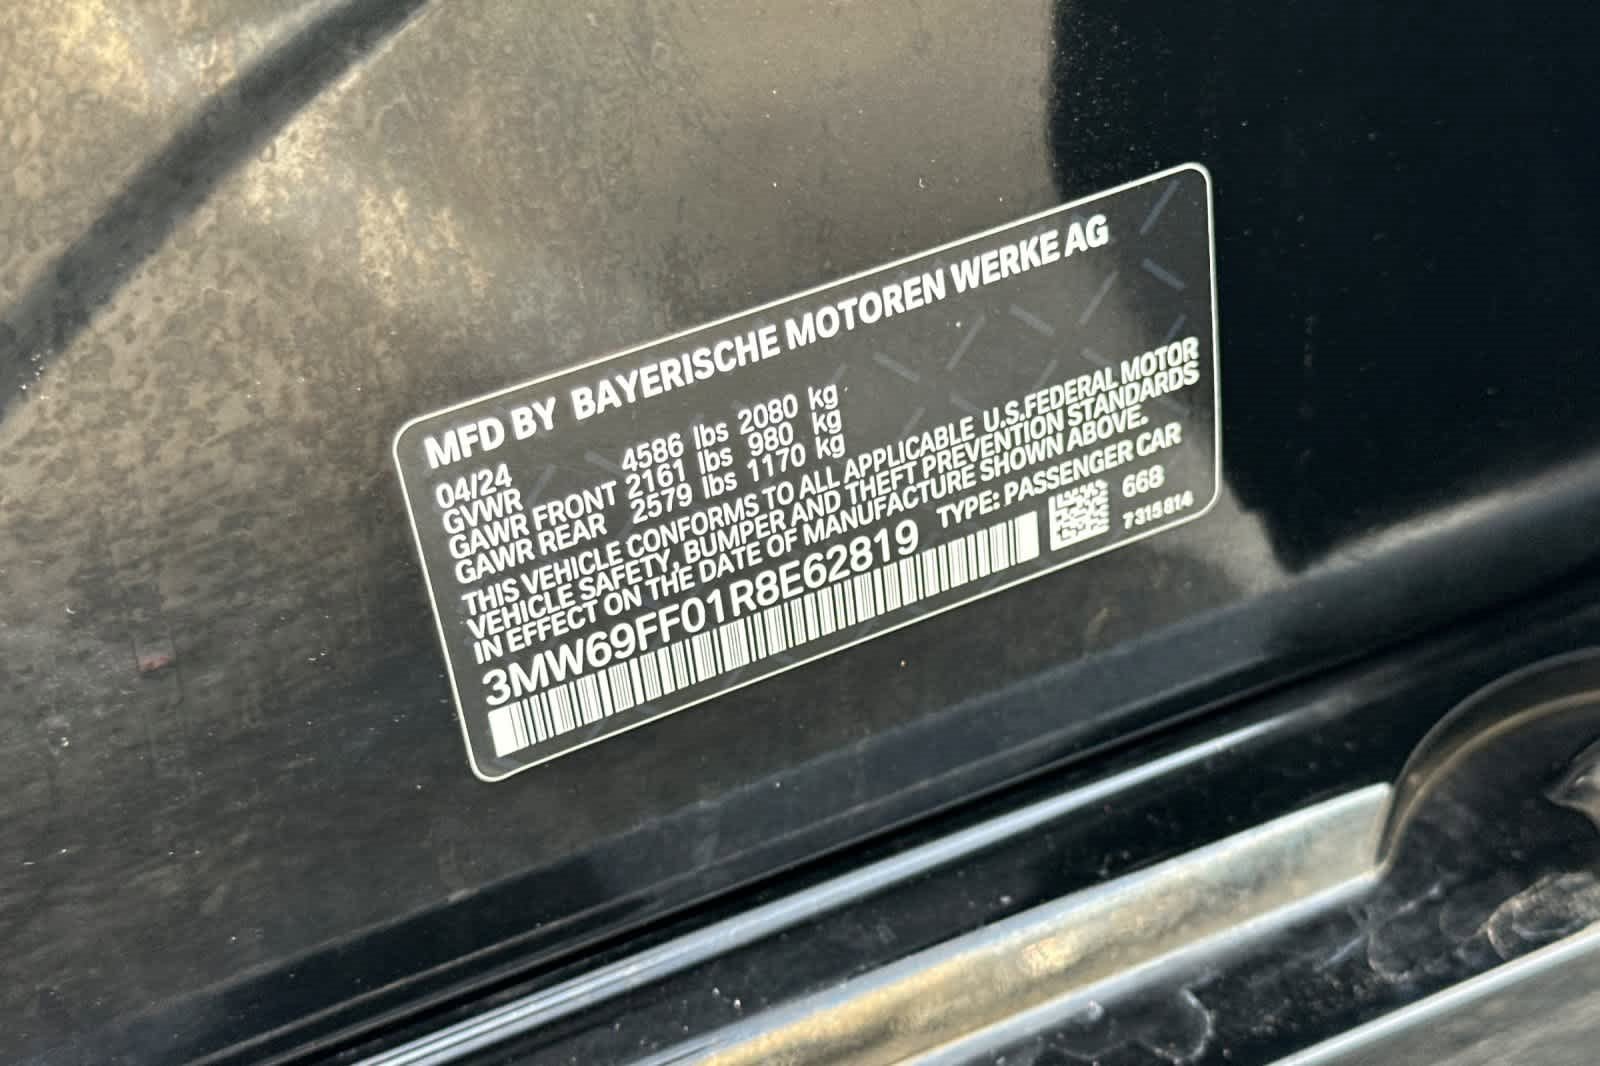 MFD BY BAYERISCHE MOTOREN WERKE AG
04/24
GVWR 4586 lbs 2080 kg
GAWR FRONT 2161 lbs 980 kg
GAWR REAR 2579 lbs 1170 kg
THIS VEHICLE CONFORMS TO ALL APPLICABLE U.S.FEDERAL MOTOR
VEHICLE SAFETY, BUMPER AND THEFT PREVENTION STANDARDS
IN EFFECT ON THE DATE OF MANUFACTURE SHOWN ABOVE.
3MW69FF01R8E62819 TYPE: PASSENGER CAR
668
7315814